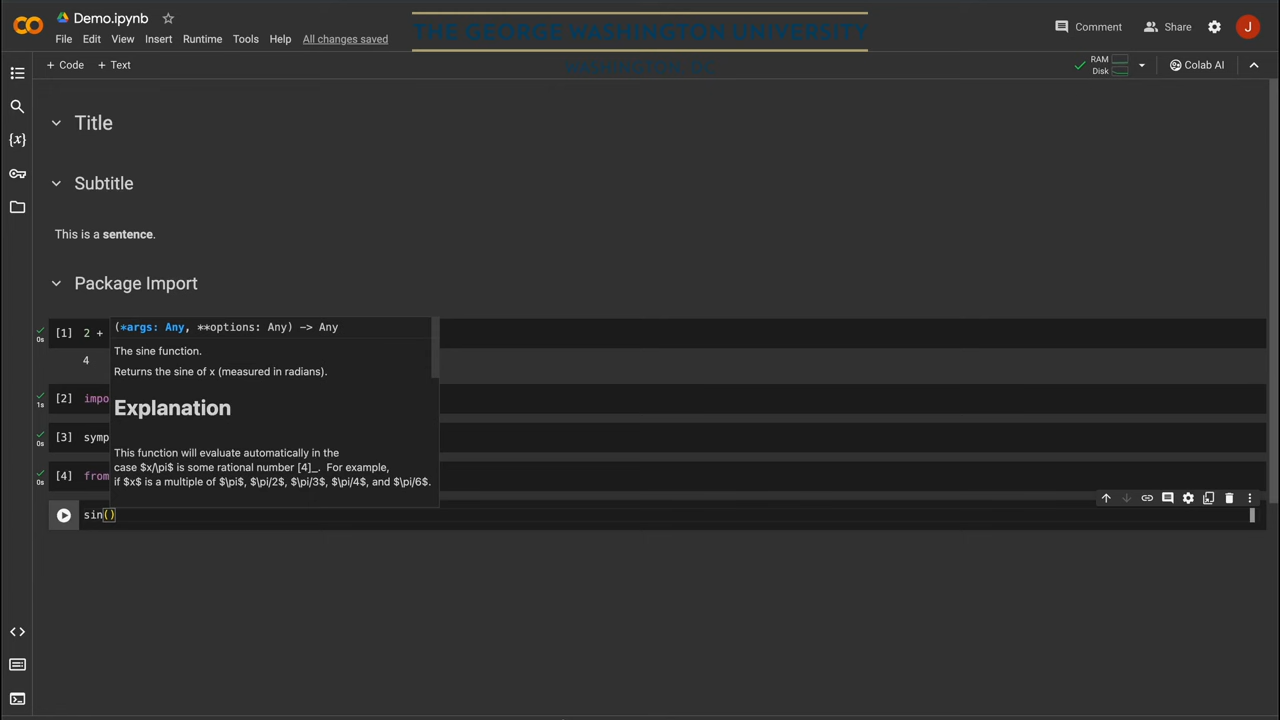 Demo.ipynb
THE GEORGE WASHINGTON UNIVERSITY
WASHINGTON, DC
File Edit View Insert Runtime Tools Help All changes saved
Comment Share J
+ Code + Text
RAM
Disk
Colab AI
{x}
Title
Subtitle
This is a sentence.
Package Import
0s [1] 2 +
4
1s [2] impo
0s [3] symp
0s [4] from
(*args: Any, **options: Any) -> Any
The sine function.
Returns the sine of x (measured in radians).
Explanation
This function will evaluate automatically in the
case $x/\pi$ is some rational number [4]_. For example,
if $x$ is a multiple of $\pi$, $\pi/2$, $\pi/3$, $\pi/4$, and $\pi/6$.
sin()